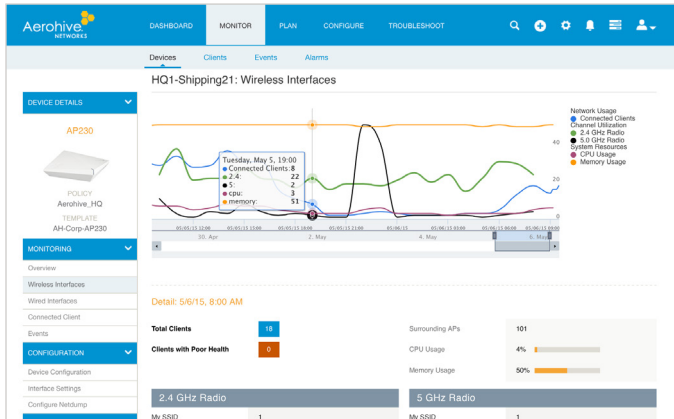 Aerohive
NETWORKS
DASHBOARD MONITOR PLAN CONFIGURE TROUBLESHOOT
Devices Clients Events Alarms
HQ1-Shipping21: Wireless Interfaces
DEVICE DETAILS
AP230
POLICY
Aerohive_HQ
TEMPLATE
AH-Corp-AP230
MONITORING
Overview
Wireless Interfaces
Wired Interfaces
Connected Client
Events
CONFIGURATION
Device Configuration
Interface Settings
Configure Netdump
Network Usage
Connected Clients
Channel Utilization
2.4 GHz Radio
5.0 GHz Radio
System Resources
CPU Usage
Memory Usage
40
20
0
Tuesday, May 5, 19:00
Connected Clients: 8
2.4: 22
5: 2
cpu: 3
memory: 51
30. Apr 2. May 4. May 6. May
Detail: 5/6/15, 8:00 AM
Total Clients 18
Clients with Poor Health 0
Surrounding APs 101
CPU Usage 4%
Memory Usage 50%
2.4 GHz Radio
My SSID 1
5 GHz Radio
My SSID 1